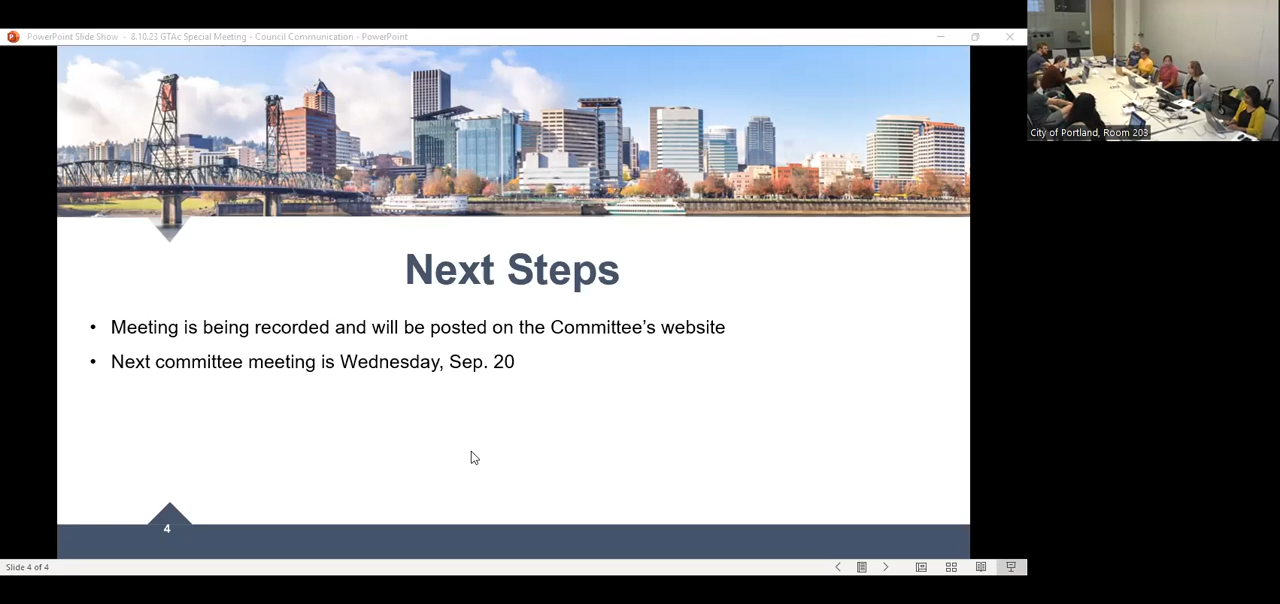 PowerPoint Slide Show - 8.10.23 GTAc Special Meeting - Council Communication - PowerPoint
City of Portland, Room 203
Next Steps
• Meeting is being recorded and will be posted on the Committee's website
• Next committee meeting is Wednesday, Sep. 20
4
Slide 4 of 4